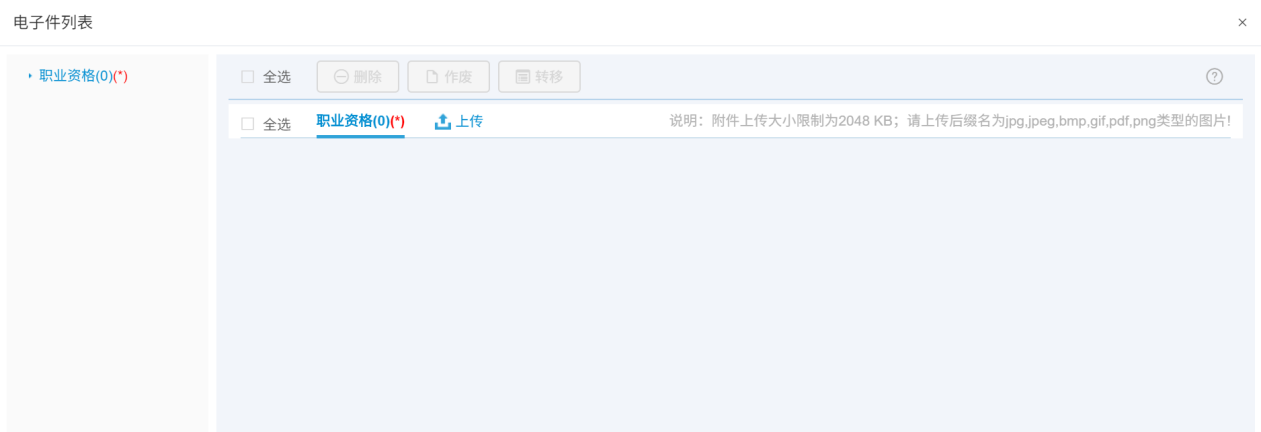 电子件列表
职业资格(0)(*)
全选 删除 作废 转移
全选 职业资格(0)(*) 上传 说明：附件上传大小限制为2048 KB；请上传后缀名为jpg,jpeg,bmp,gif,pdf,png类型的图片!